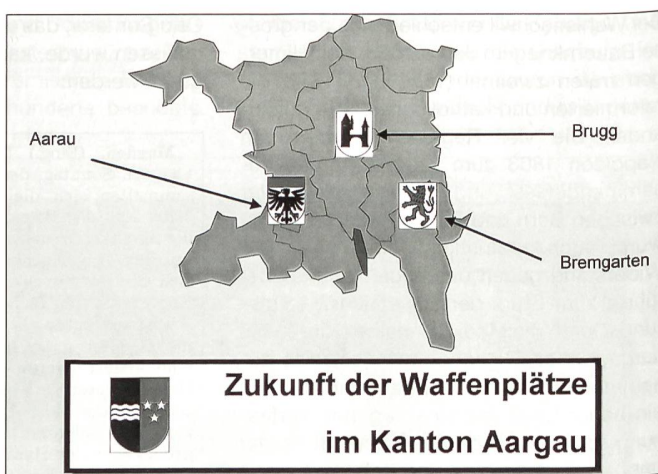 Brugg
Aarau
Bremgarten
Zukunft der Waffenplätze
im Kanton Aargau